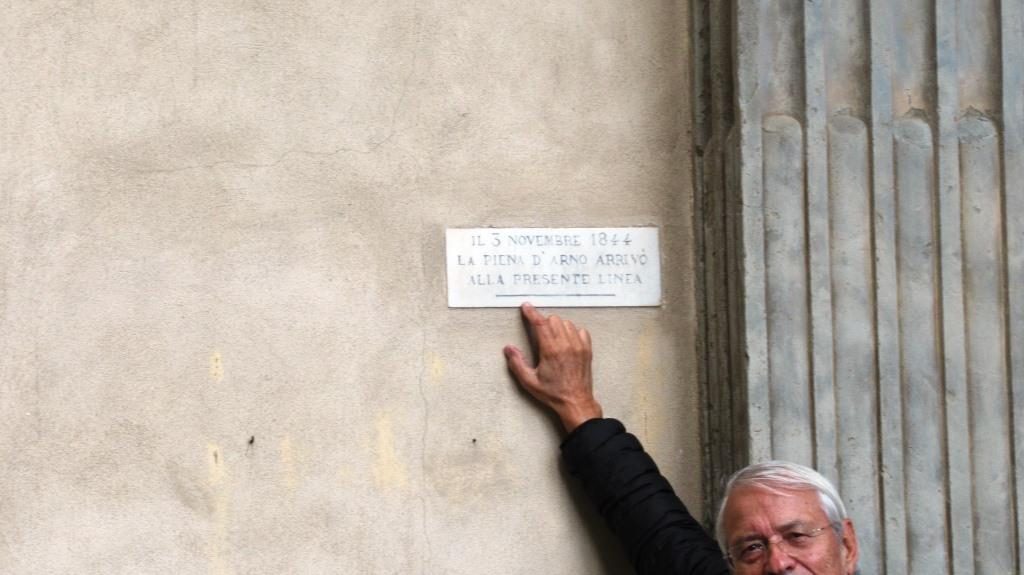 IL 3 NOVEMBRE 1844
LA PIENA D'ARNO ARRIVÒ
ALLA PRESENTE LINEA